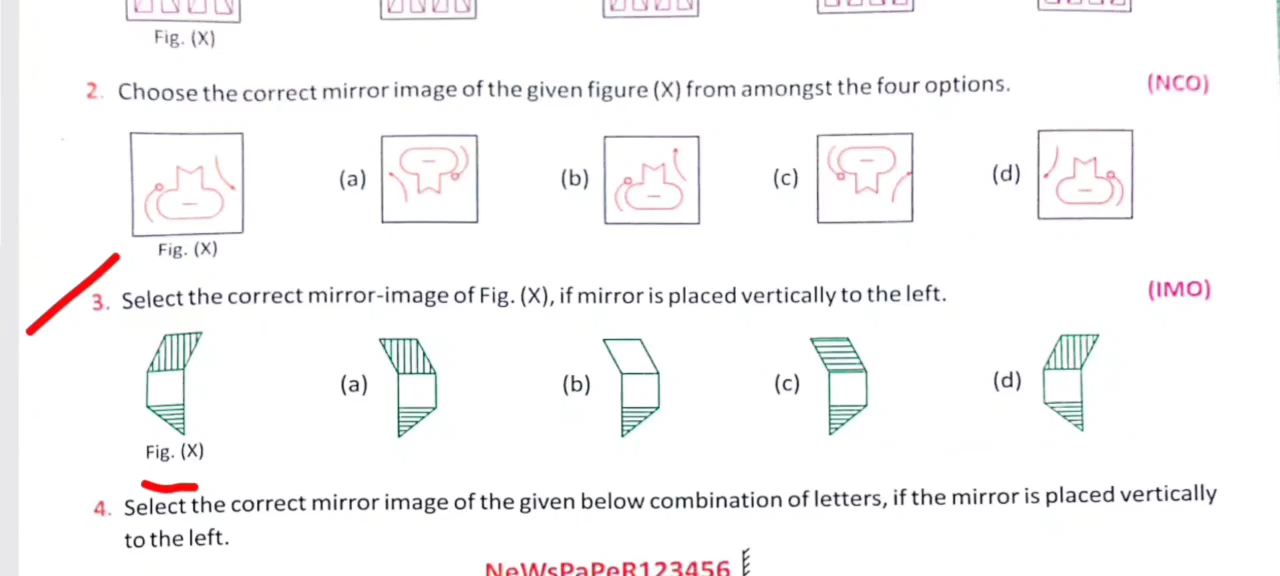 Fig. (X)
2. Choose the correct mirror image of the given figure (X) from amongst the four options. (NCO)
(a) (b) (c) (d)
Fig. (X)
3. Select the correct mirror-image of Fig. (X), if mirror is placed vertically to the left. (IMO)
(a) (b) (c) (d)
Fig. (X)
4. Select the correct mirror image of the given below combination of letters, if the mirror is placed vertically
to the left.
NeWsPaPeR123456